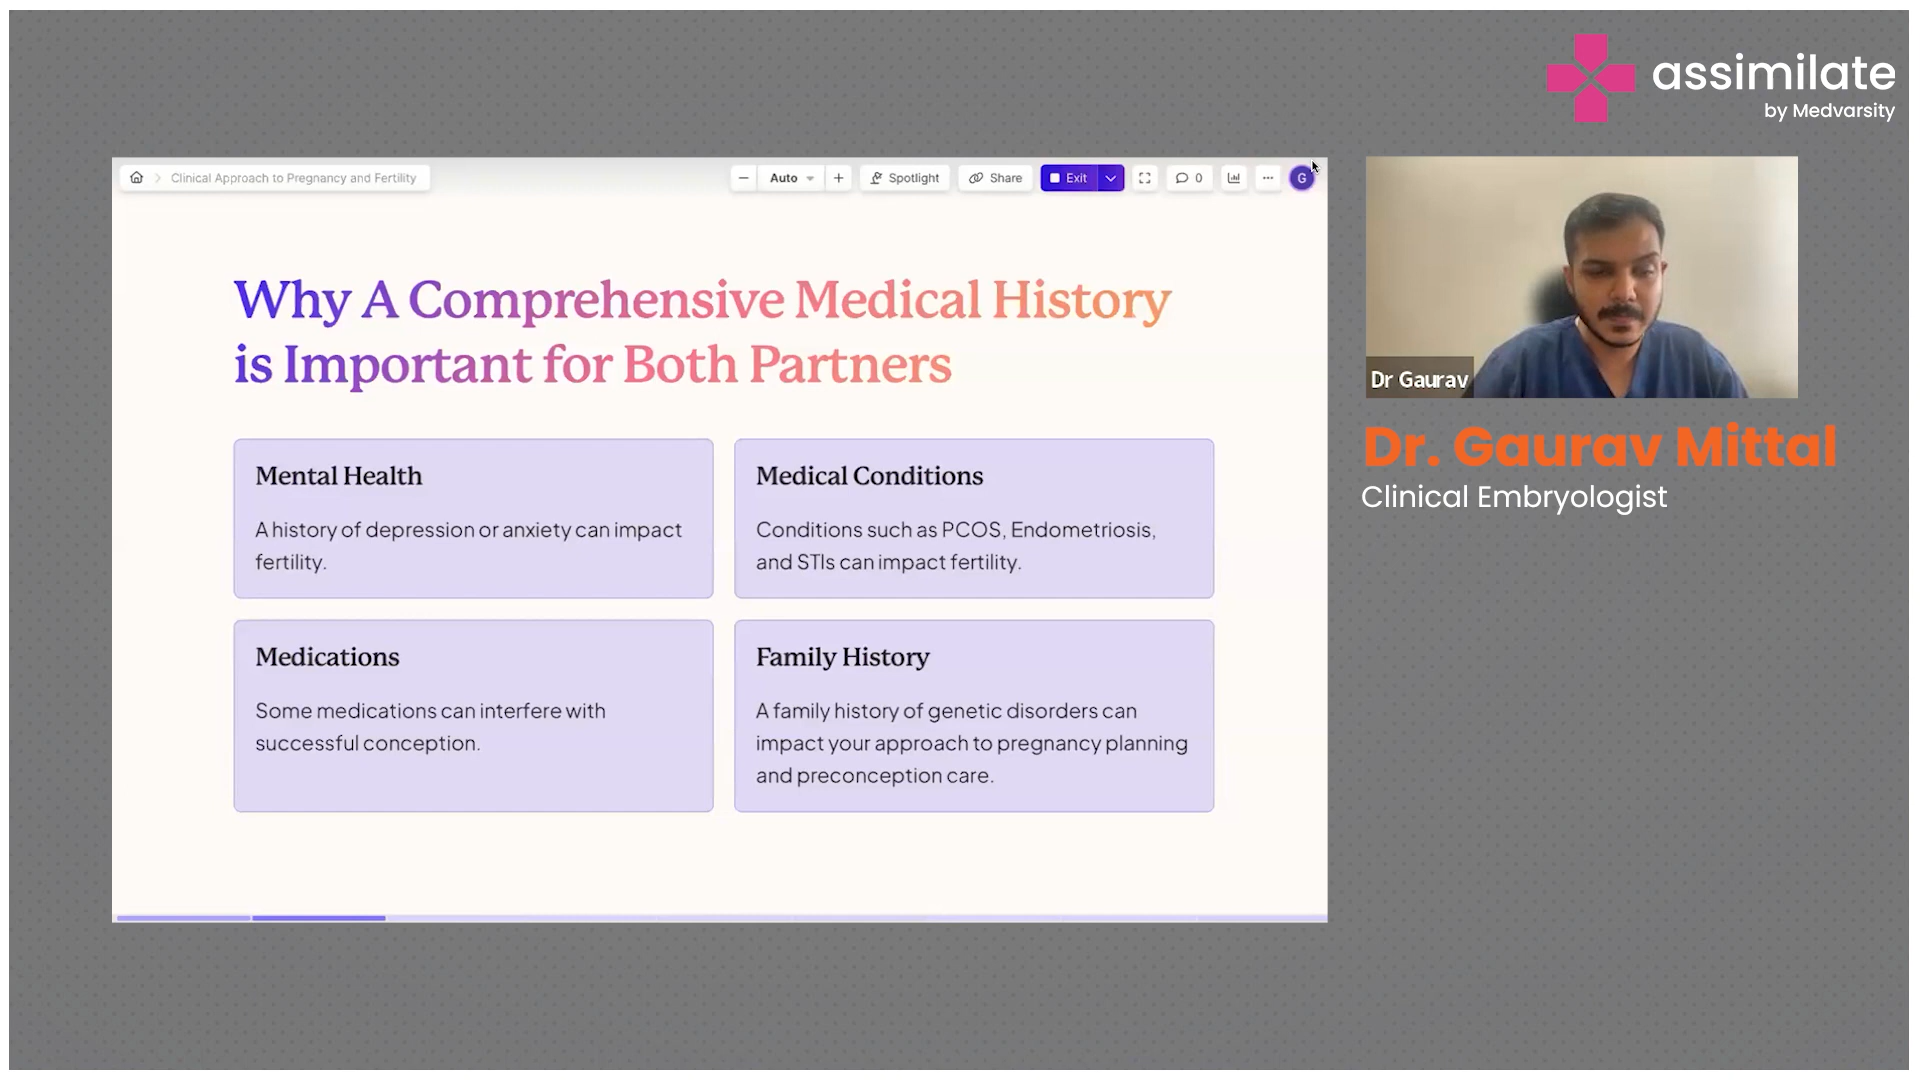 assimilate
by Medvarsity
Clinical Approach to Pregnancy and Fertility
Auto
Spotlight
Share
Exit
0
G
Why A Comprehensive Medical History
is Important for Both Partners
Mental Health
A history of depression or anxiety can impact
fertility.
Medical Conditions
Conditions such as PCOS, Endometriosis,
and STIs can impact fertility.
Medications
Some medications can interfere with
successful conception.
Family History
A family history of genetic disorders can
impact your approach to pregnancy planning
and preconception care.
Dr Gaurav
Dr. Gaurav Mittal
Clinical Embryologist